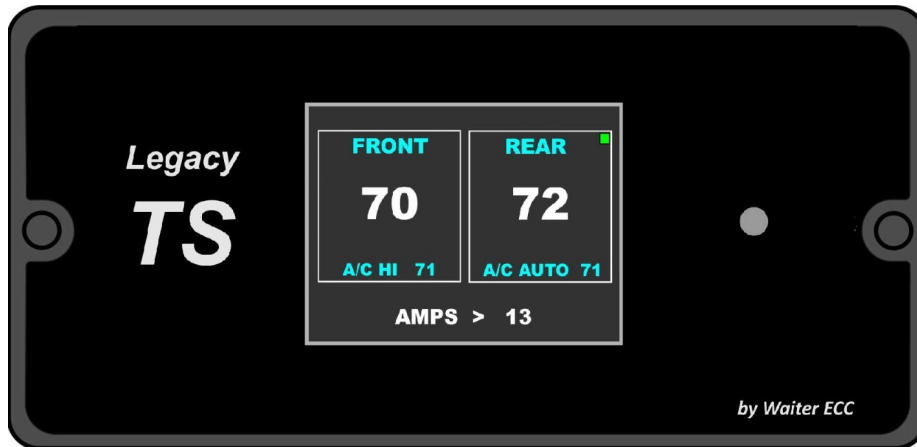 Legacy
TS
FRONT
70
A/C HI 71
REAR
72
A/C AUTO 71
AMPS > 13
by Waiter ECC